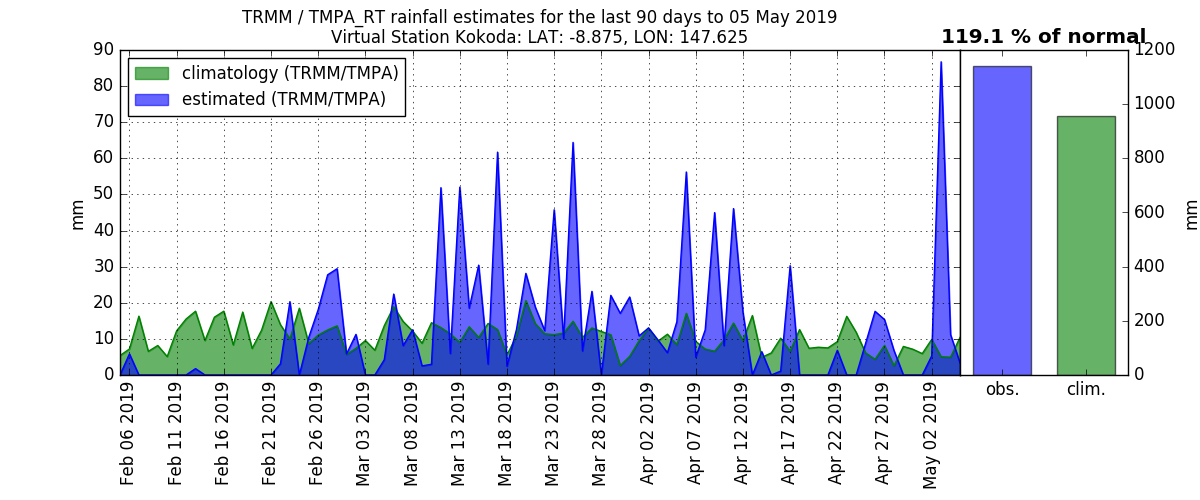 TRMM / TMPA_RT rainfall estimates for the last 90 days to 05 May 2019
Virtual Station Kokoda: LAT: -8.875, LON: 147.625
119.1 % of normal
climatology (TRMM/TMPA)
estimated (TRMM/TMPA)
mm
90
80
70
60
50
40
30
20
10
0
Feb 06 2019
Feb 11 2019
Feb 16 2019
Feb 21 2019
Feb 26 2019
Mar 03 2019
Mar 08 2019
Mar 13 2019
Mar 18 2019
Mar 23 2019
Mar 28 2019
Apr 02 2019
Apr 07 2019
Apr 12 2019
Apr 17 2019
Apr 22 2019
Apr 27 2019
May 02 2019
obs.
clim.
1200
1000
800
600
400
200
0
mm